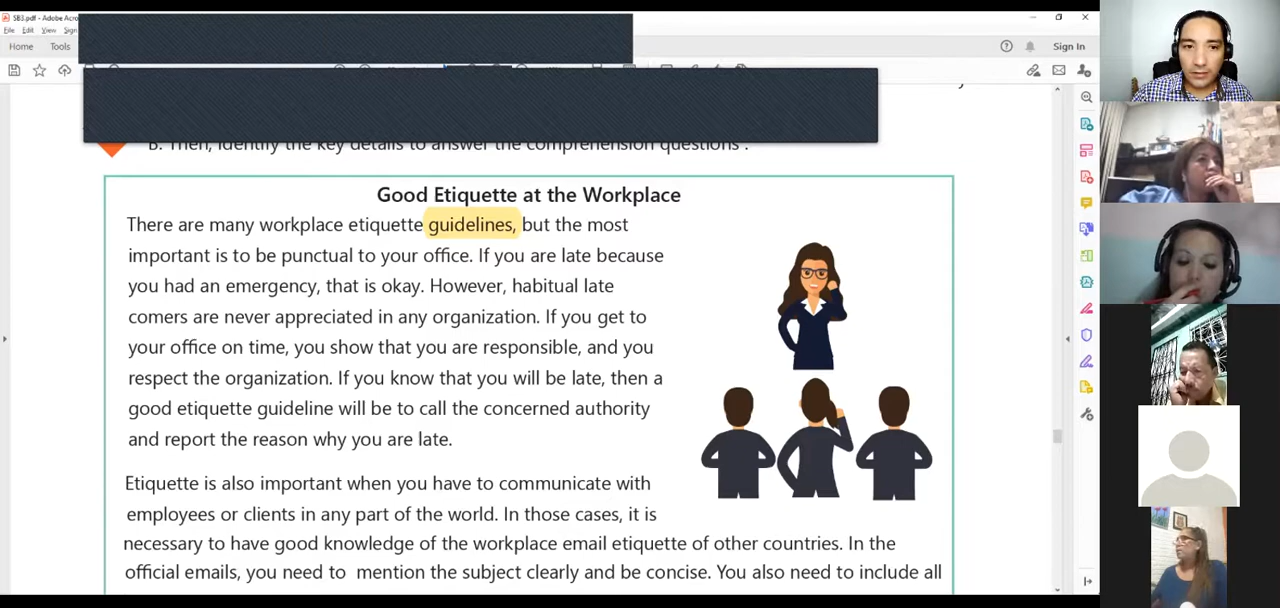 SB3.pdf - Adobe Acro
File Edit View Sign
Home Tools
Sign In
B. Then, identify the key details to answer the comprehension questions .
Good Etiquette at the Workplace
There are many workplace etiquette guidelines, but the most
important is to be punctual to your office. If you are late because
you had an emergency, that is okay. However, habitual late
comers are never appreciated in any organization. If you get to
your office on time, you show that you are responsible, and you
respect the organization. If you know that you will be late, then a
good etiquette guideline will be to call the concerned authority
and report the reason why you are late.
Etiquette is also important when you have to communicate with
employees or clients in any part of the world. In those cases, it is
necessary to have good knowledge of the workplace email etiquette of other countries. In the
official emails, you need to mention the subject clearly and be concise. You also need to include all